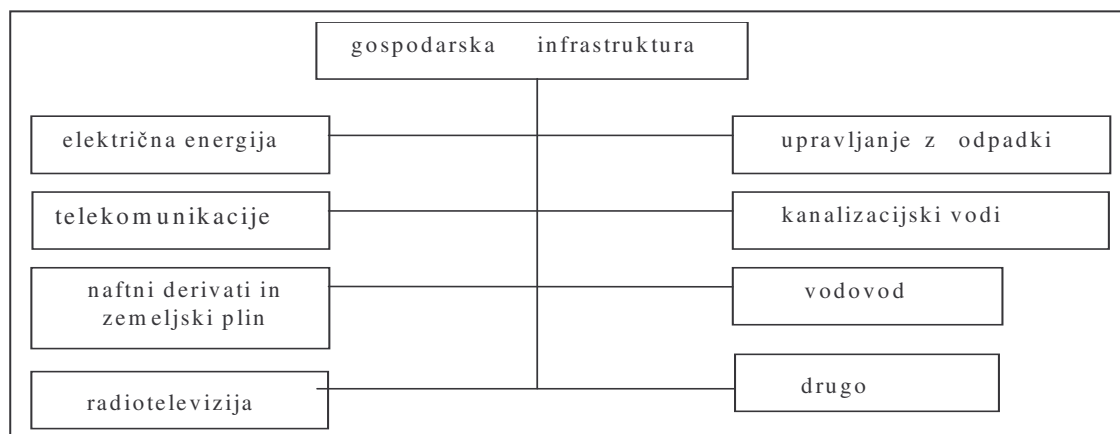 gospodarska infrastruktura
električna energija
upravljanje z odpadki
telekomunikacije
kanalizacijski vodi
naftni derivati in
zemeljski plin
vodovod
radiotelevizija
drugo